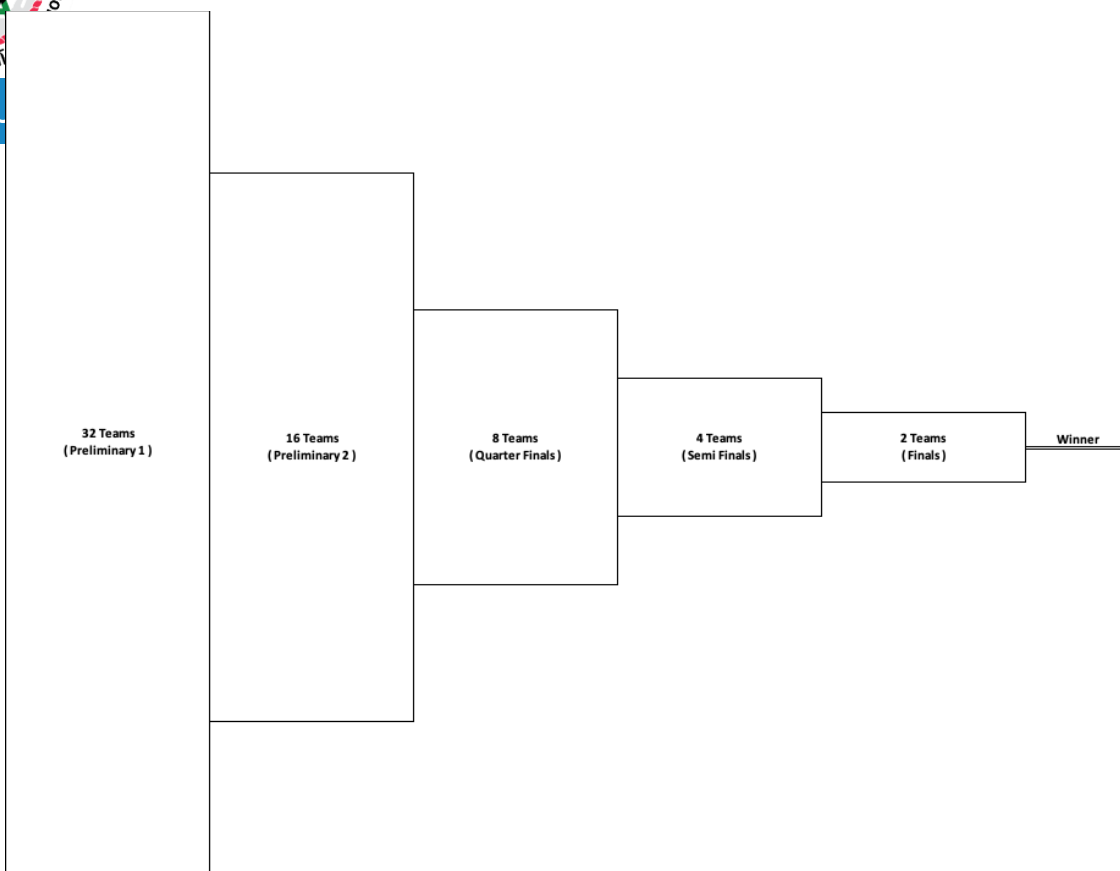 32 Teams
( Preliminary 1 )
16 Teams
( Preliminary 2 )
8 Teams
( Quarter Finals )
4 Teams
( Semi Finals )
2 Teams
( Finals )
Winner